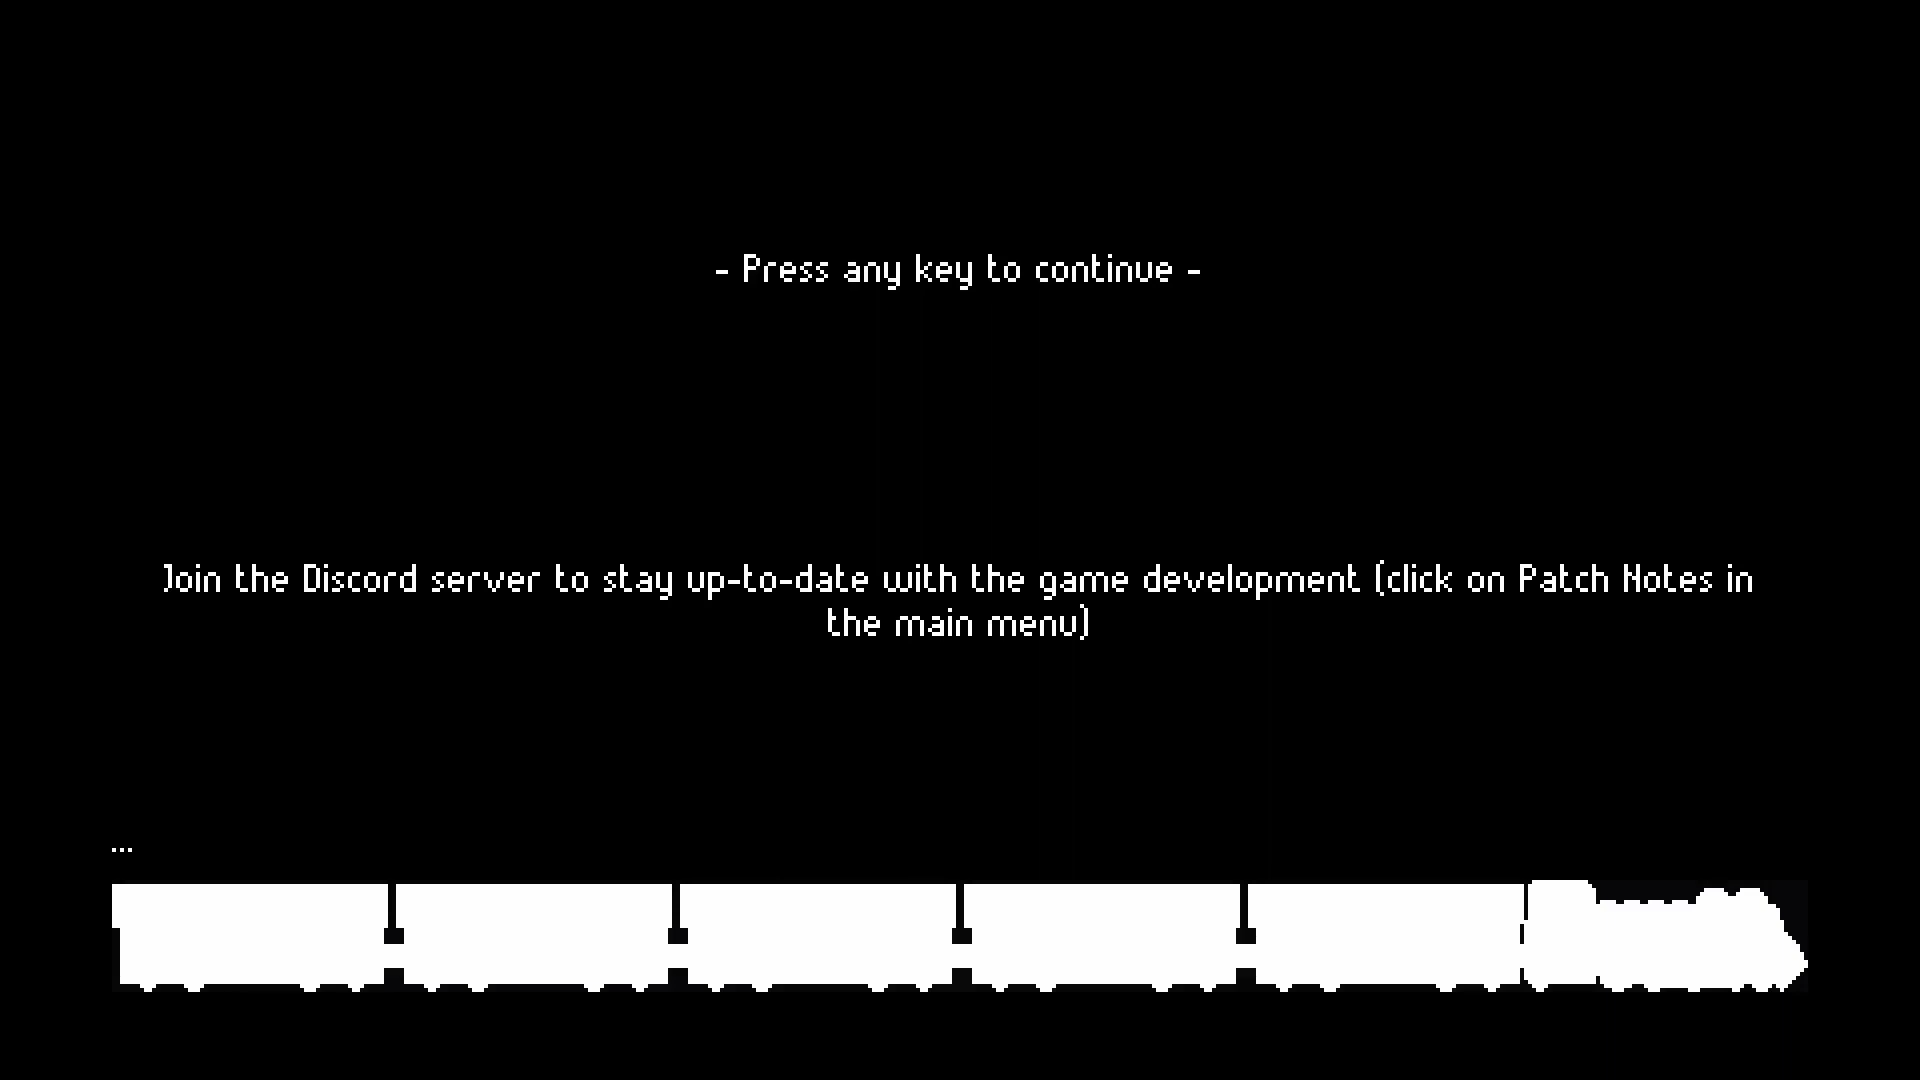 - Press any key to continue -
Join the Discord server to stay up-to-date with the game development (click on Patch Notes in
the main menu)
...